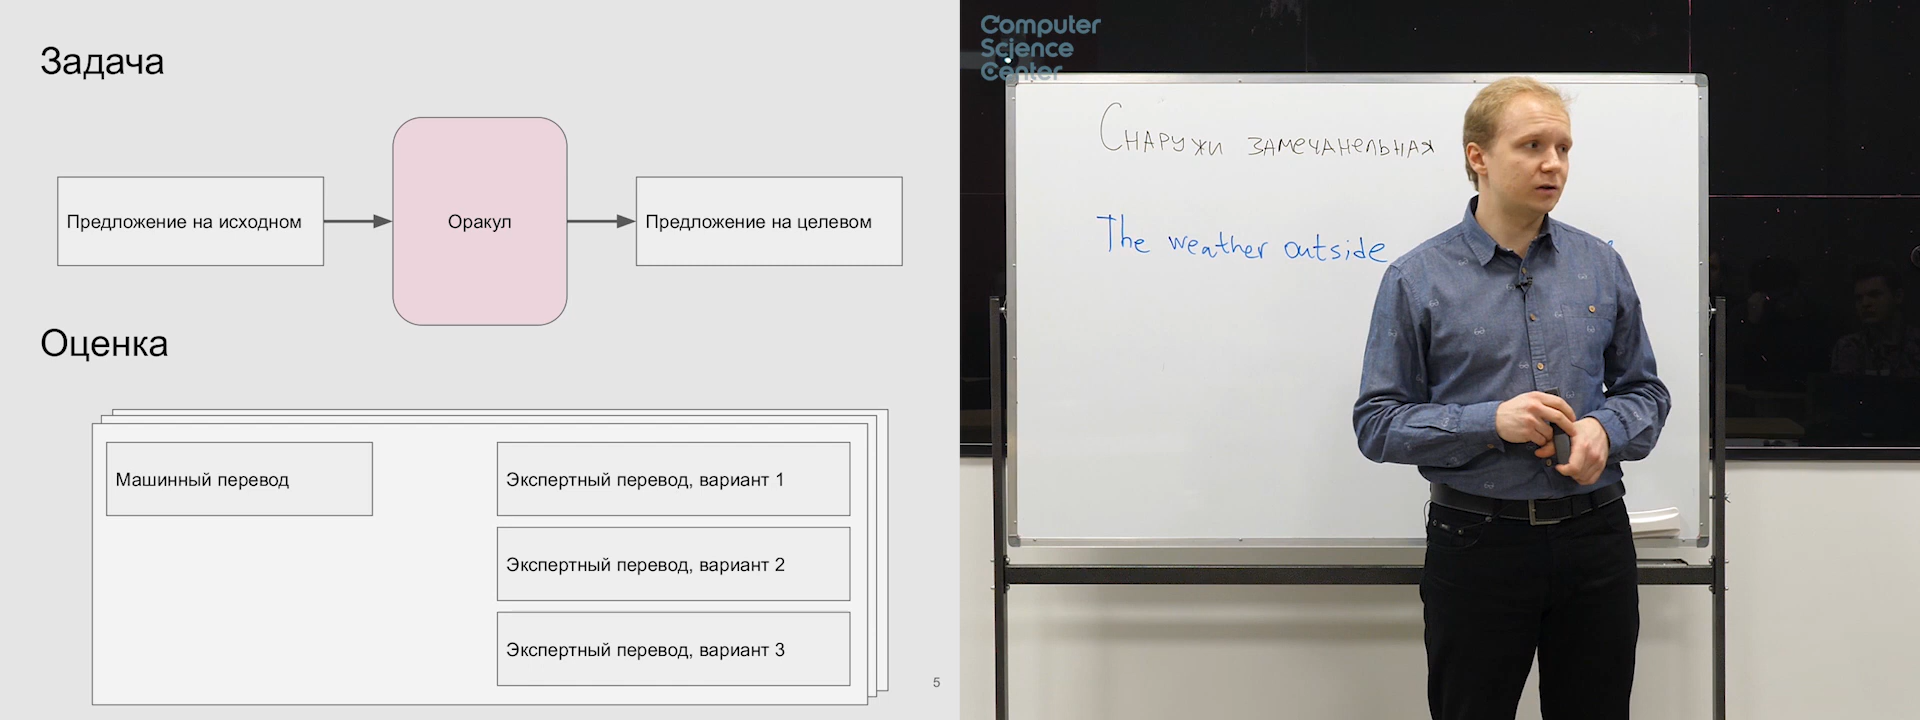 Задача
Предложение на исходном
Оракул
Предложение на целевом
Оценка
Машинный перевод
Экспертный перевод, вариант 1
Экспертный перевод, вариант 2
Экспертный перевод, вариант 3
5
Computer
Science
Center
Снаружи замечанельная
The weather outside